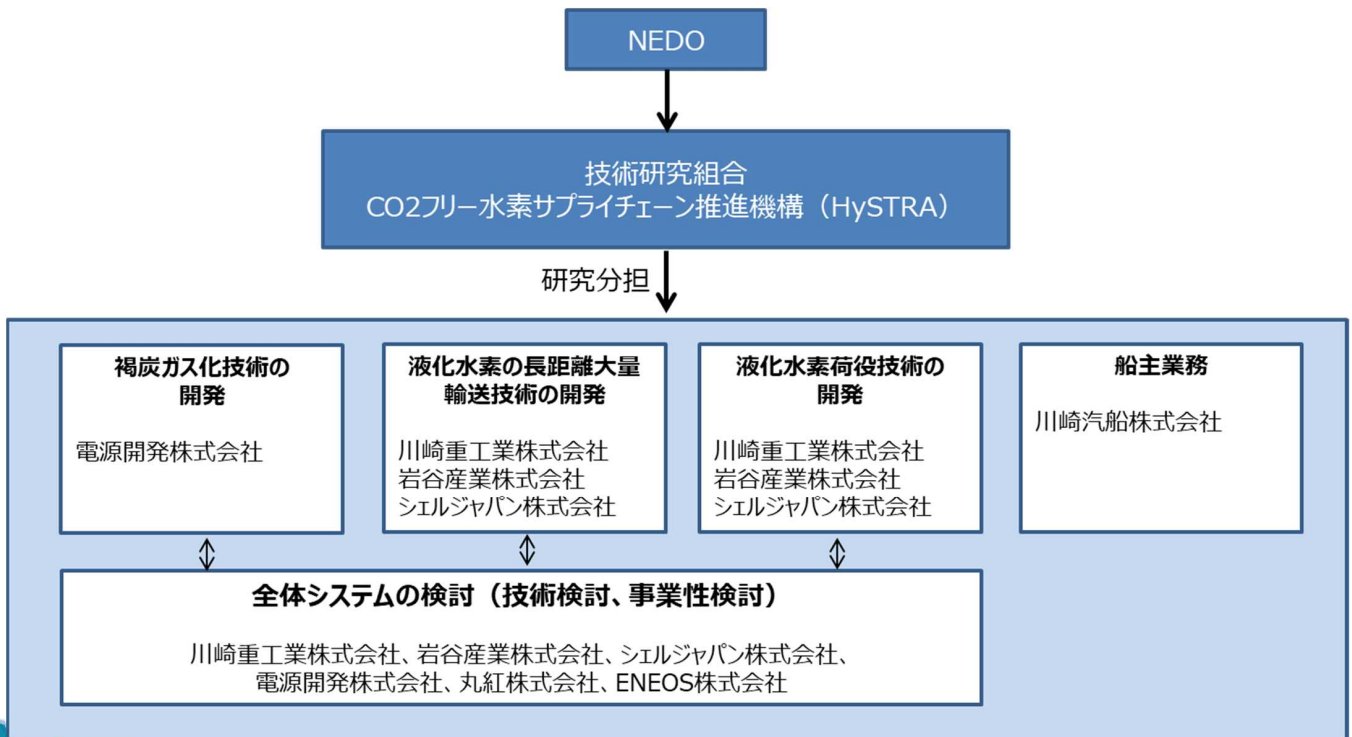 NEDO
技術研究組合
CO2フリー水素サプライチェーン推進機構（HySTRA）
研究分担
褐炭ガス化技術の
開発
電源開発株式会社
液化水素の長距離大量
輸送技術の開発
川崎重工業株式会社
岩谷産業株式会社
シェルジャパン株式会社
液化水素荷役技術の
開発
川崎重工業株式会社
岩谷産業株式会社
シェルジャパン株式会社
船主業務
川崎汽船株式会社
全体システムの検討（技術検討、事業性検討）
川崎重工業株式会社、岩谷産業株式会社、シェルジャパン株式会社、
電源開発株式会社、丸紅株式会社、ENEOS株式会社